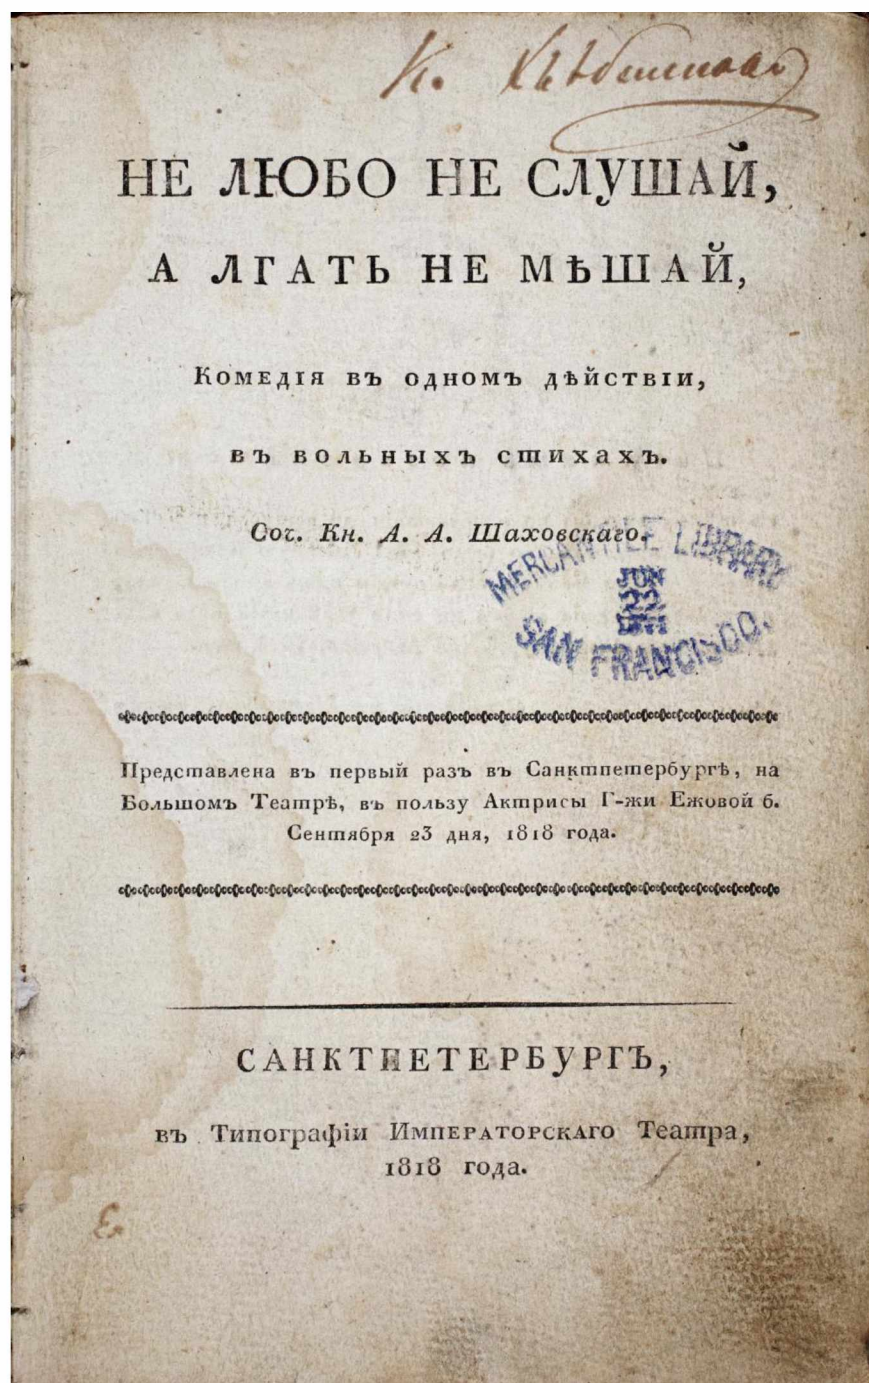 К.
НЕ ЛЮБО НЕ СЛУШАЙ,
А ЛГАТЬ НЕ МѢШАЙ,
Комедія въ одномъ дѣйствіи,
въ вольныхъ стихахъ.
Соч. Кн. А. А. Шаховскаго.
MERCANTILE LIBRARY
JUN
22
SAN FRANCISCO.
Представлена въ первый разъ въ Санктпетербургѣ, на
Большомъ Театрѣ, въ пользу Актрисы Г-жи Ежовой б.
Сентября 23 дня, 1818 года.
САНКТПЕТЕРБУРГЪ,
въ Типографіи ИМПЕРАТОРСКАГО Театра,
1818 года.